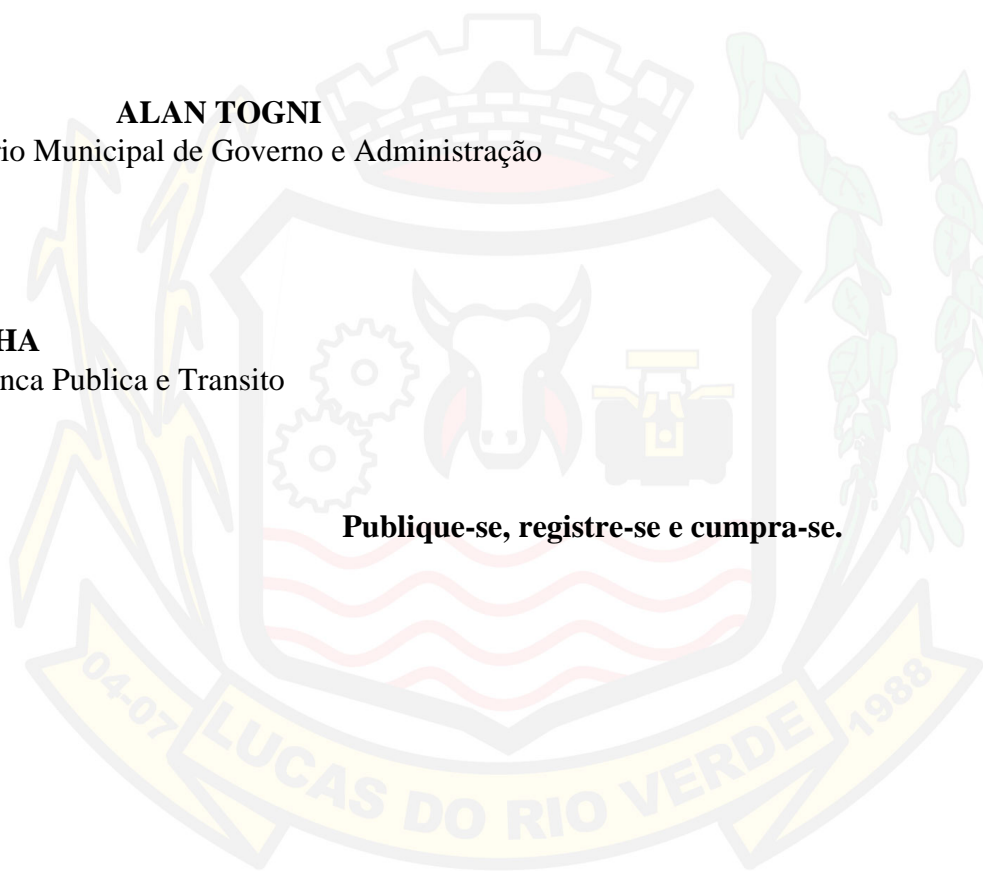 ALAN TOGNI
rio Municipal de Governo e Administração
HA
nca Publica e Transito
Publique-se, registre-se e cumpra-se.
04-07
LUCAS DO RIO VERDE
1988